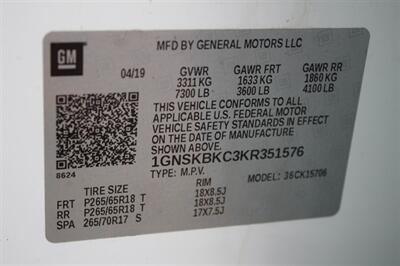 MFD BY GENERAL MOTORS LLC
GM
04/19 GVWR GAWR FRT GAWR RR
3311 KG 1633 KG 1860 KG
7300 LB 3600 LB 4100 LB
THIS VEHICLE CONFORMS TO ALL
APPLICABLE U.S. FEDERAL MOTOR
VEHICLE SAFETY STANDARDS IN EFFECT
ON THE DATE OF MANUFACTURE
SHOWN ABOVE.
1GNSKBKC3KR351576
8624
TYPE: M.P.V. MODEL: 36CK15706
TIRE SIZE RIM
FRT P265/65R18 T 18X8.5J
RR P265/65R18 T 18X8.5J
SPA 265/70R17 S 17X7.5J